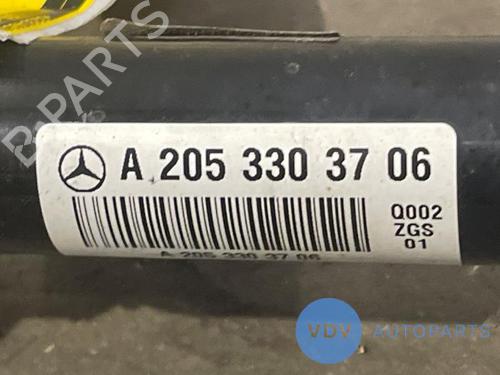 B-PARTS
A 205 330 37 06
Q002
ZGS
01
A 205 330 37 06
VDV AUTOPARTS